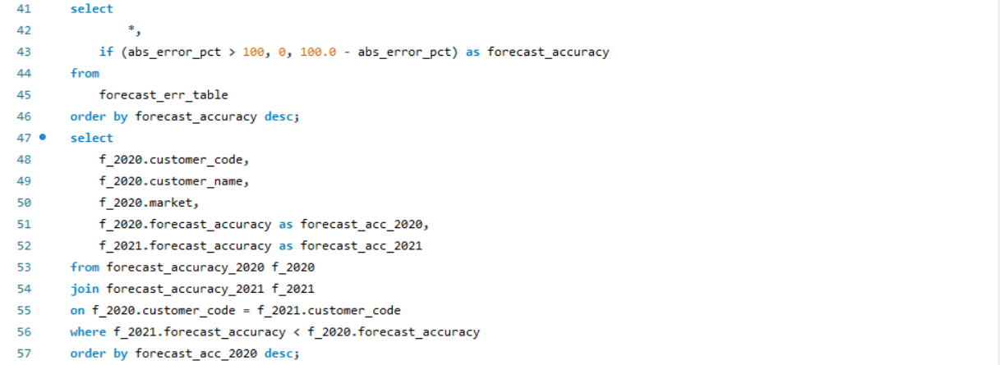 41 select
42 *,
43 if (abs_error_pct > 100, 0, 100.0 - abs_error_pct) as forecast_accuracy
44 from
45 forecast_err_table
46 order by forecast_accuracy desc;
47 select
48 f_2020.customer_code,
49 f_2020.customer_name,
50 f_2020.market,
51 f_2020.forecast_accuracy as forecast_acc_2020,
52 f_2021.forecast_accuracy as forecast_acc_2021
53 from forecast_accuracy_2020 f_2020
54 join forecast_accuracy_2021 f_2021
55 on f_2020.customer_code = f_2021.customer_code
56 where f_2021.forecast_accuracy < f_2020.forecast_accuracy
57 order by forecast_acc_2020 desc;